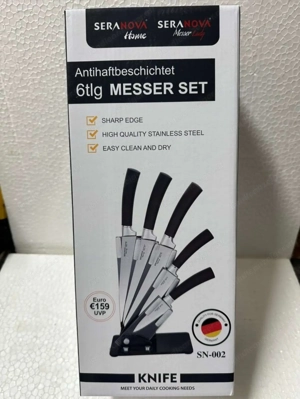 SERANOVA SERANOVA
Home Messer
Antihaftbeschichtet
6tlg MESSER SET
SHARP EDGE
HIGH QUALITY STAINLESS STEEL
EASY CLEAN AND DRY
Euro
€159
UVP
SN-002
KNIFE
MEET YOUR DAILY COOKING NEEDS